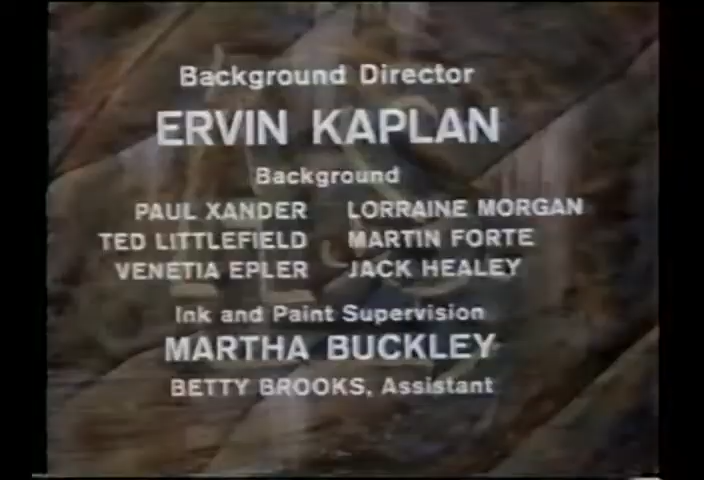 Background Director
ERVIN KAPLAN
Background
PAUL XANDER LORRAINE MORGAN
TED LITTLEFIELD MARTIN FORTE
VENETIA EPLER JACK HEALEY
Ink and Paint Supervision
MARTHA BUCKLEY
BETTY BROOKS, Assistant